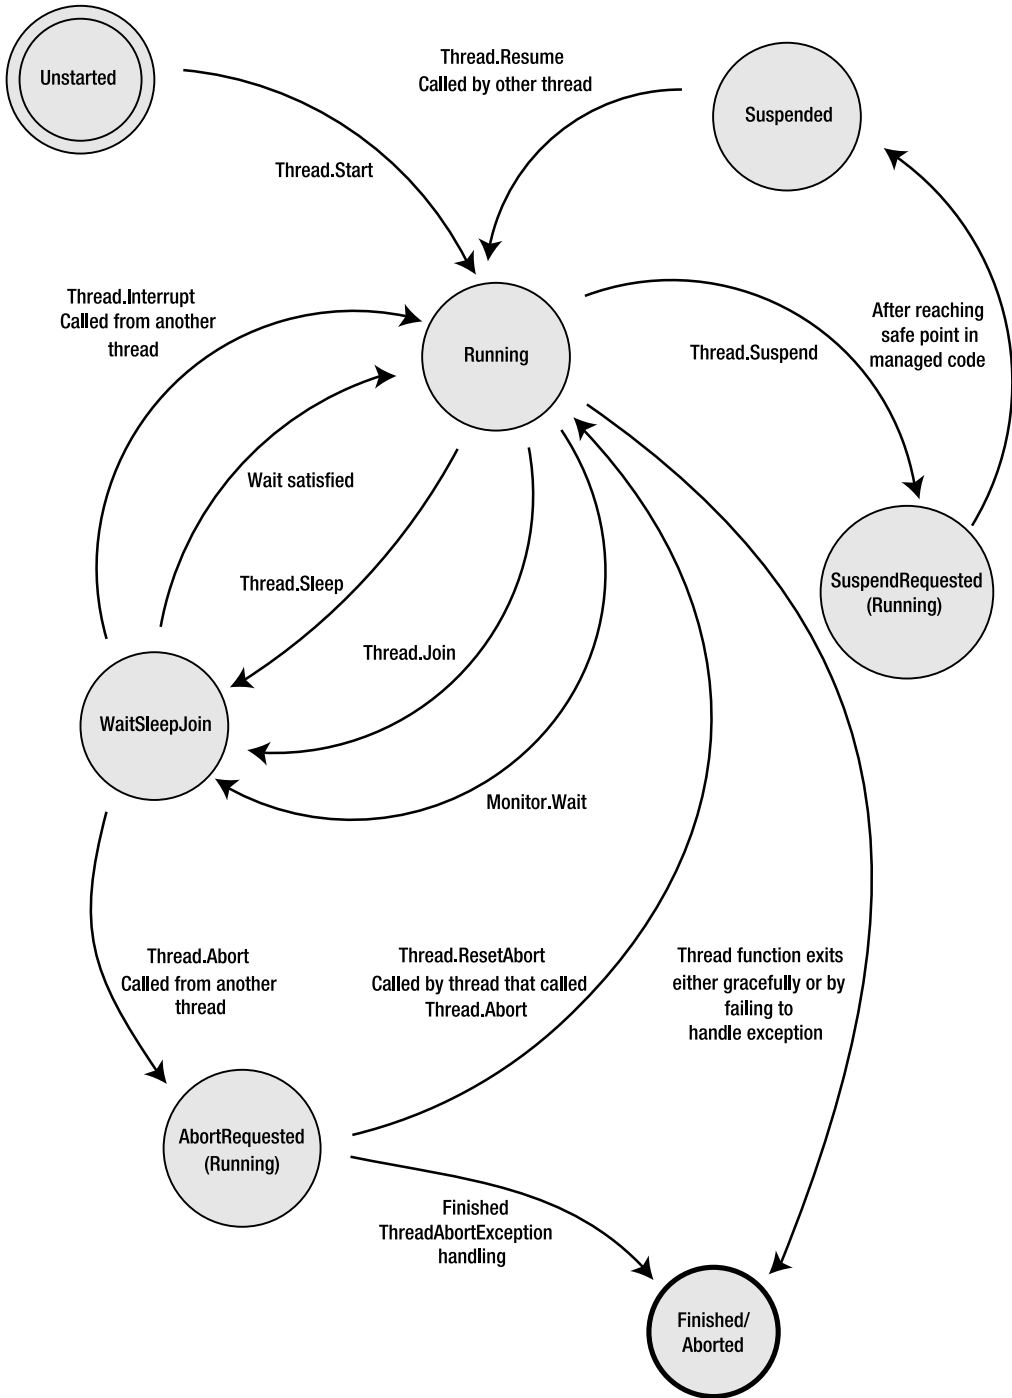 Unstarted
Thread.Resume
Called by other thread
Suspended
Thread.Start
Thread.Interrupt
Called from another
thread
Running
Thread.Suspend
After reaching
safe point in
managed code
Wait satisfied
Thread.Sleep
SuspendRequested
(Running)
Thread.Join
WaitSleepJoin
Monitor.Wait
Thread.Abort
Called from another
thread
Thread.ResetAbort
Called by thread that called
Thread.Abort
Thread function exits
either gracefully or by
failing to
handle exception
AbortRequested
(Running)
Finished
ThreadAbortException
handling
Finished/
Aborted